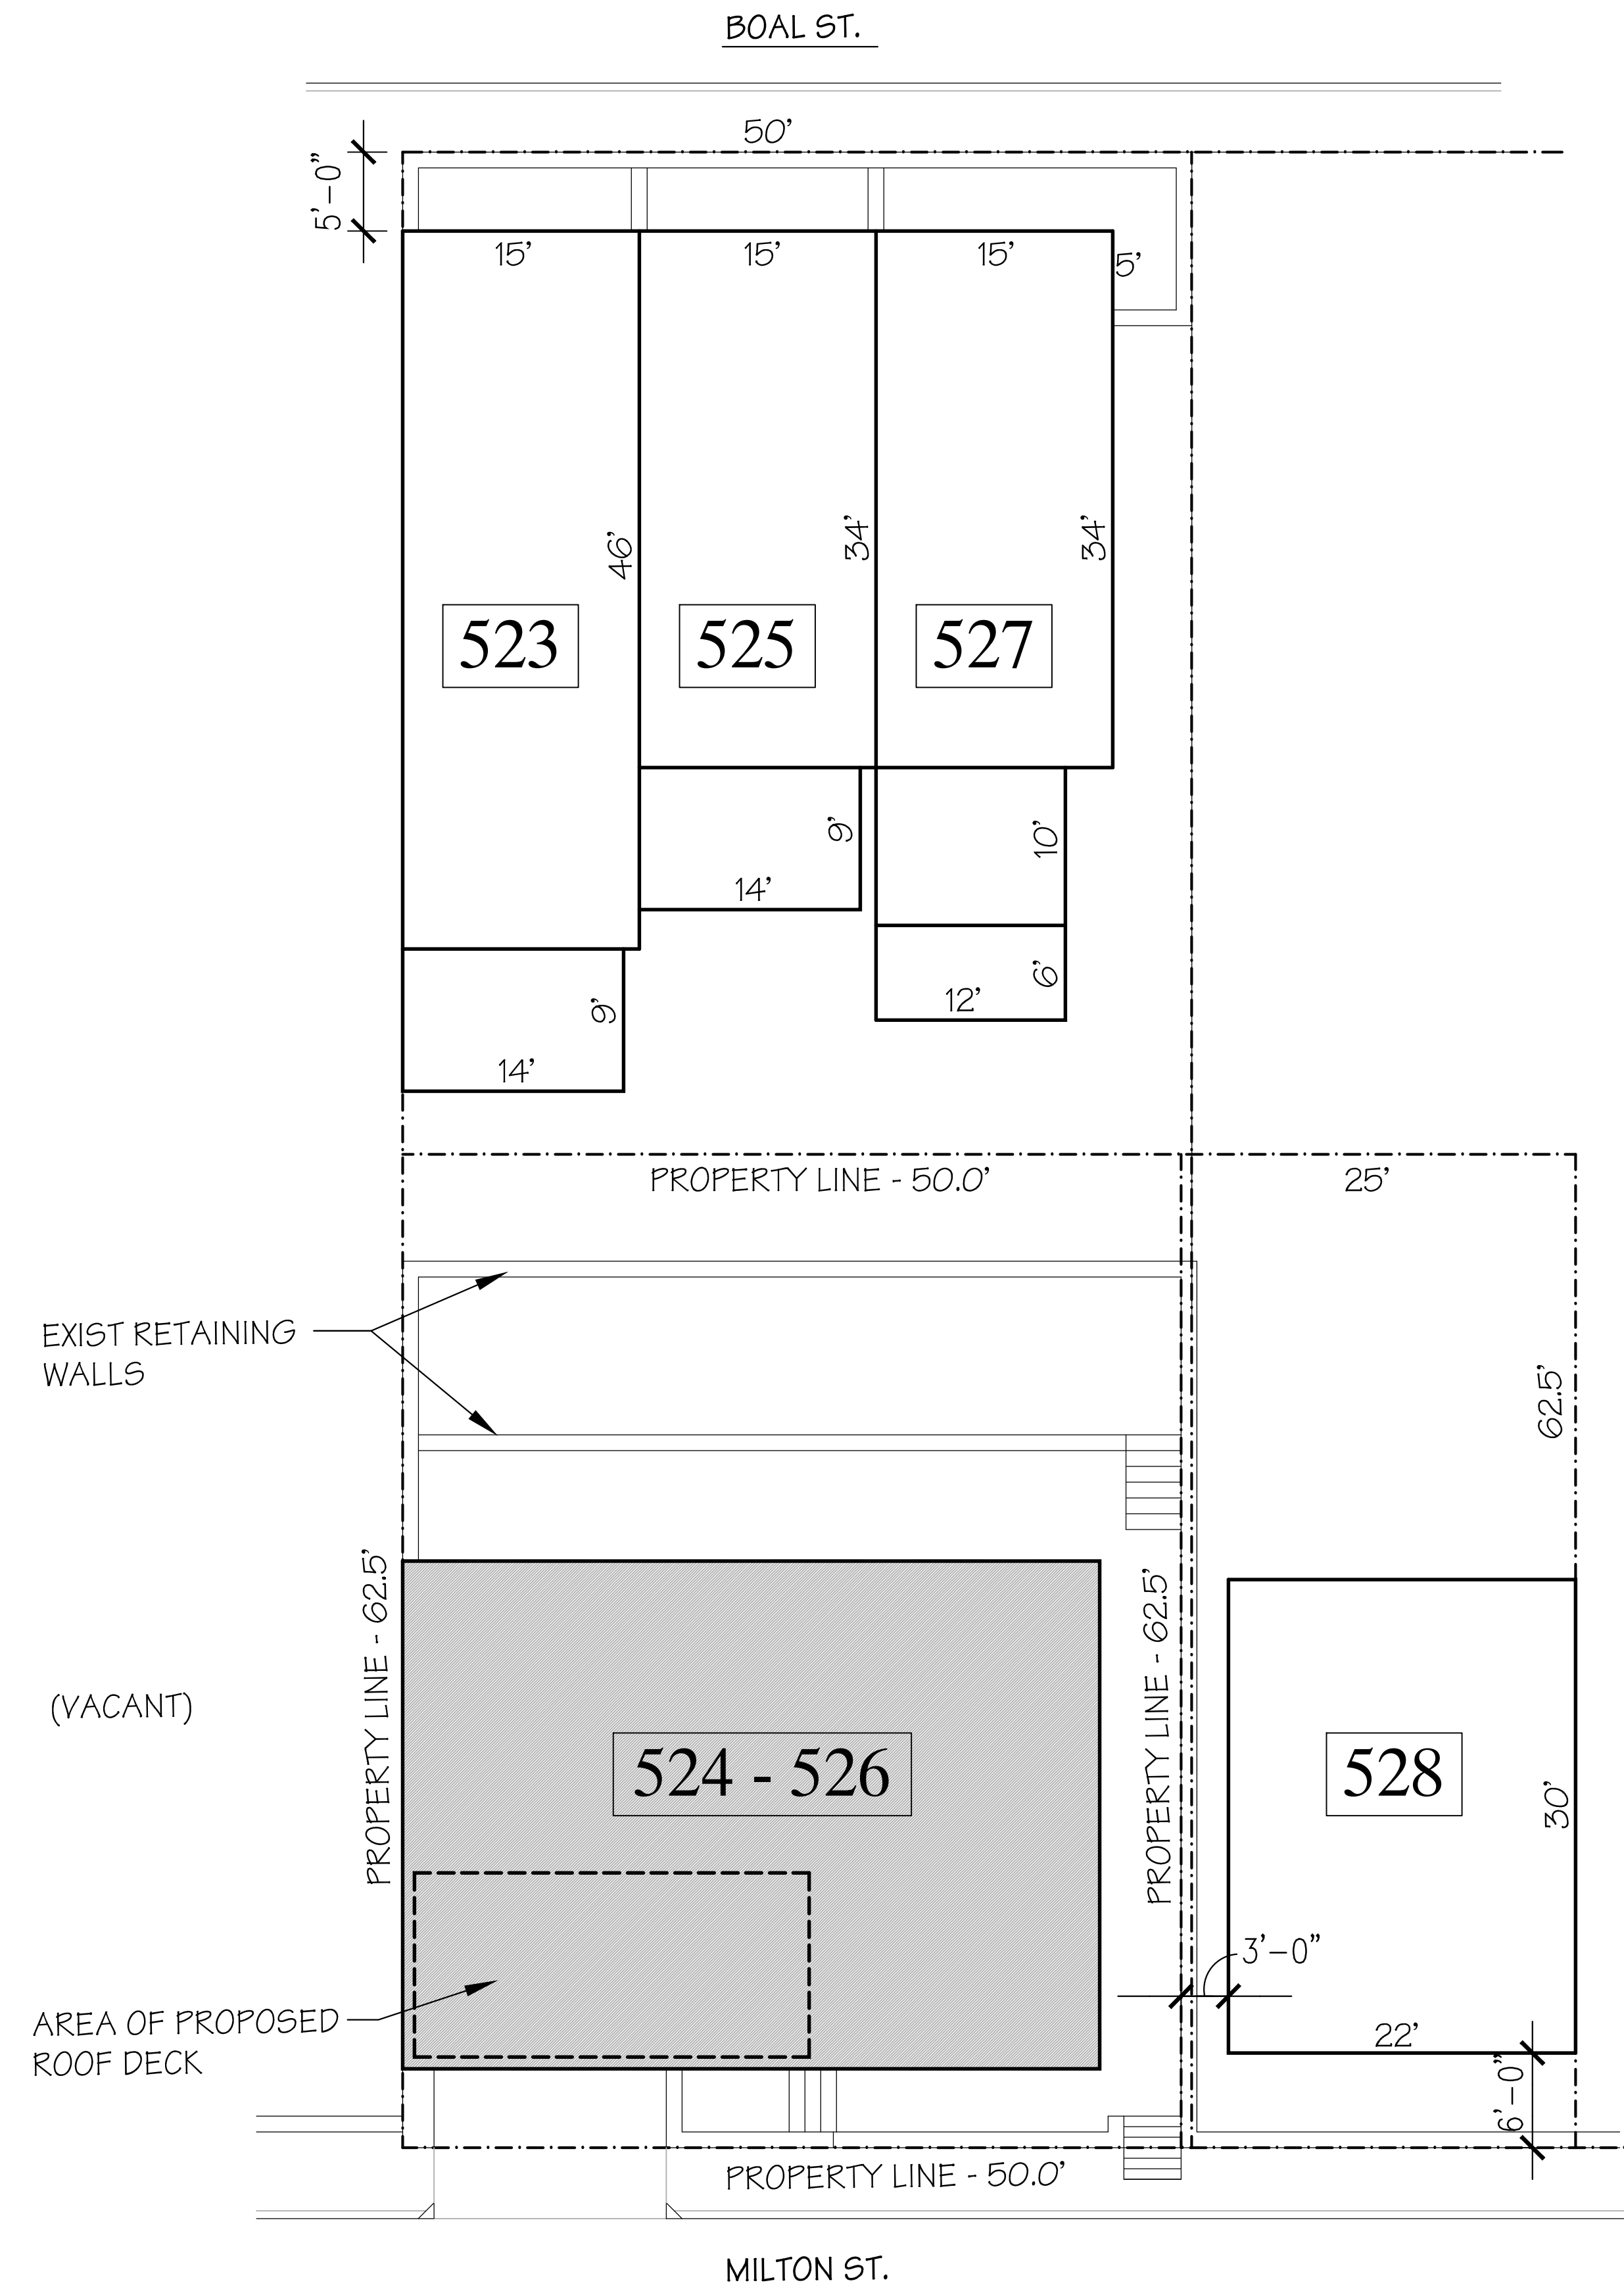 BOAL ST.
50'
5'-0"
15'
15'
15'
5'
46'
34'
34'
523
525
527
9'
10'
14'
6'
12'
9'
14'
PROPERTY LINE - 50.0'
25'
EXIST RETAINING
WALLS
62.5'
PROPERTY LINE - 62.5'
PROPERTY LINE - 62.5'
(VACANT)
524 - 526
528
30'
3'-0"
AREA OF PROPOSED
ROOF DECK
22'
6'-0"
PROPERTY LINE - 50.0'
MILTON ST.